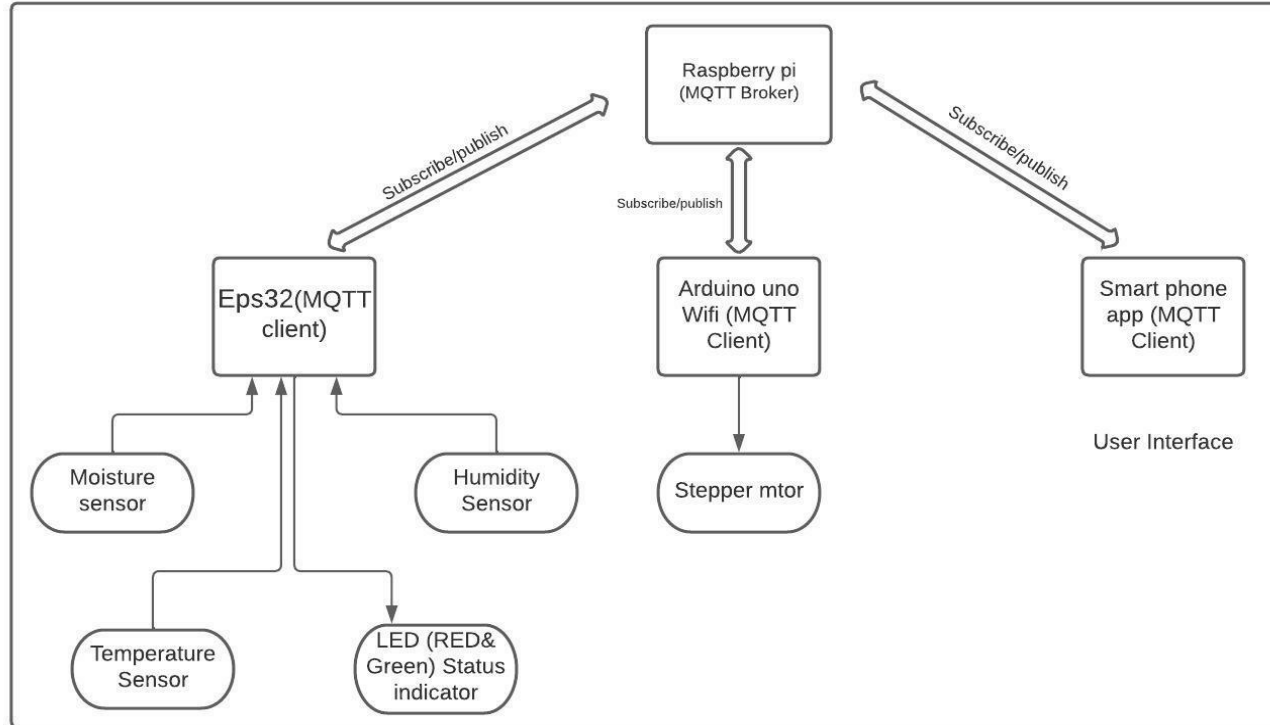 Raspberry pi
(MQTT Broker)
Subscribe/publish
Subscribe/publish
Subscribe/publish
Eps32(MQTT
client)
Arduino uno
Wifi (MQTT
Client)
Smart phone
app (MQTT
Client)
User Interface
Moisture
sensor
Humidity
Sensor
Stepper mtor
Temperature
Sensor
LED (RED&
Green) Status
indicator